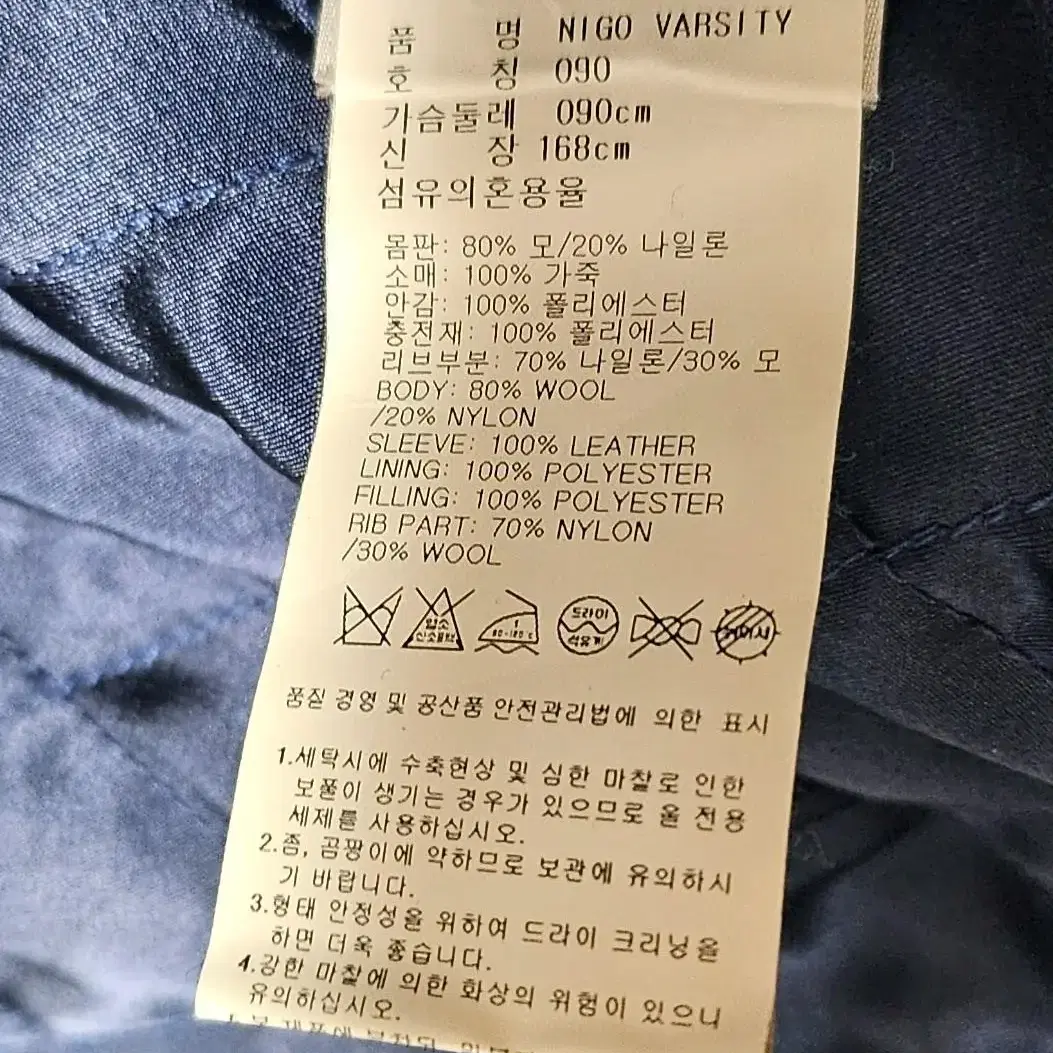 품 명 NIGO VARSITY
호 칭 090
가슴둘레 090cm
신 장 168cm
섬유의혼용율
몸판: 80% 모/20% 나일론
소매: 100% 가죽
안감: 100% 폴리에스터
충전재: 100% 폴리에스터
리브부분: 70% 나일론/30% 모
BODY: 80% WOOL
/20% NYLON
SLEEVE: 100% LEATHER
LINING: 100% POLYESTER
FILLING: 100% POLYESTER
RIB PART: 70% NYLON
/30% WOOL
염소
산소표백
1
80-120°C
드라이
석유계
품질 경영 및 공산품 안전관리법에 의한 표시
1.세탁시에 수축현상 및 심한 마찰로 인한
보풀이 생기는 경우가 있으므로 울 전용
세제를 사용하십시오.
2.좀, 곰팡이에 약하므로 보관에 유의하시
기 바랍니다.
3.형태 안정성을 위하여 드라이 크리닝을
하면 더욱 좋습니다.
4.강한 마찰에 의한 화상의 위험이 있으니
유의하십시오.